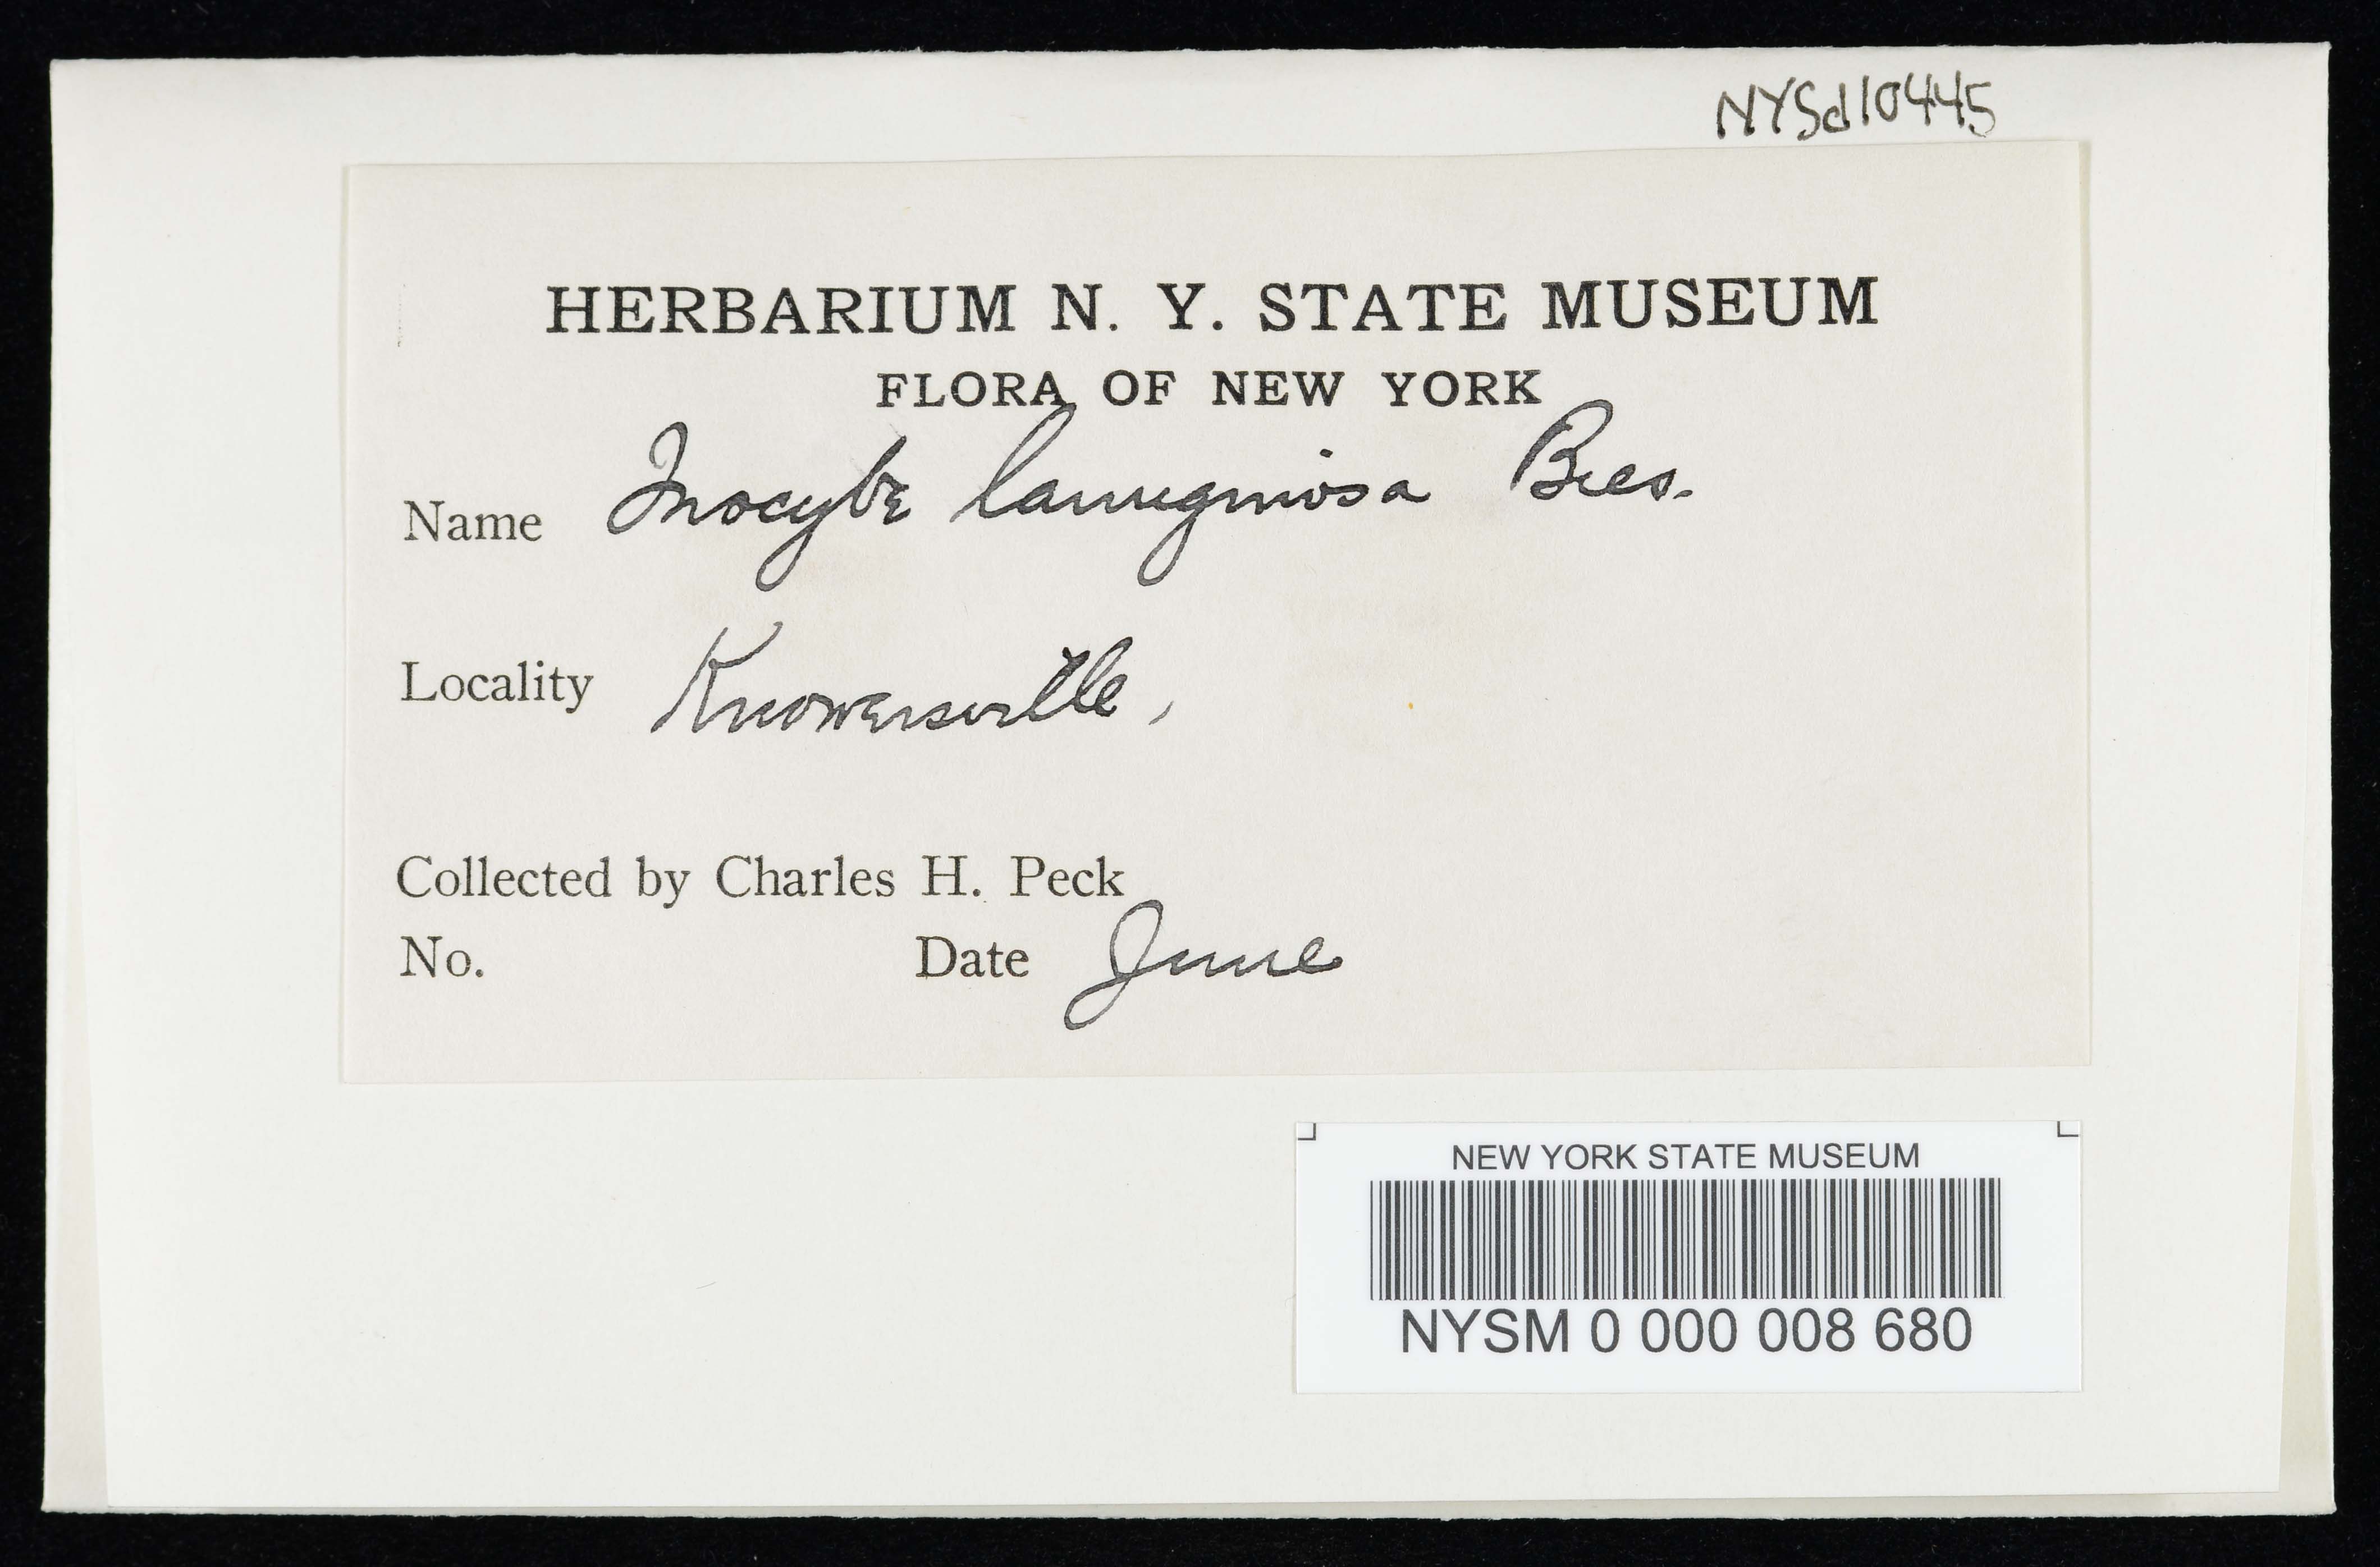 NYSd10445
HERBARIUM N. Y. STATE MUSEUM
FLORA OF NEW YORK
Name Inocybe lanuginosa Bres.
Locality Knowersville,
Collected by Charles H. Peck
No. Date June
NEW YORK STATE MUSEUM
NYSM 0 000 008 680